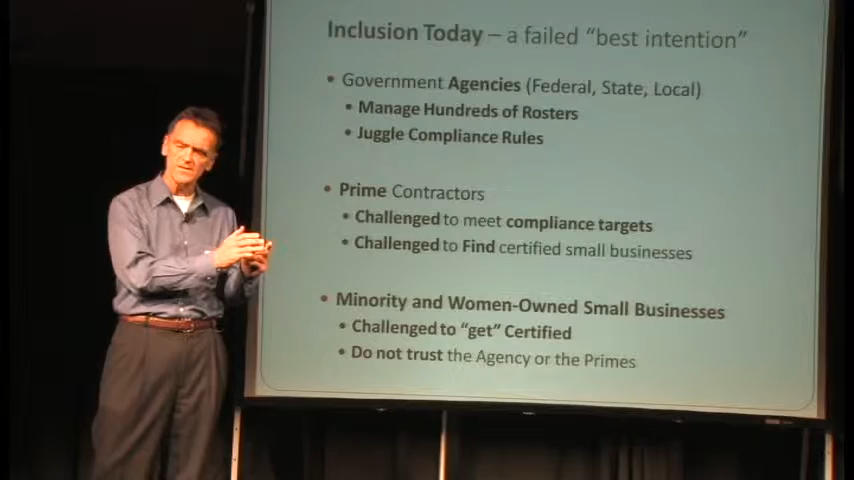 Inclusion Today – a failed “best intention”
• Government Agencies (Federal, State, Local)
• Manage Hundreds of Rosters
• Juggle Compliance Rules
• Prime Contractors
• Challenged to meet compliance targets
• Challenged to Find certified small businesses
• Minority and Women-Owned Small Businesses
• Challenged to “get” Certified
• Do not trust the Agency or the Primes